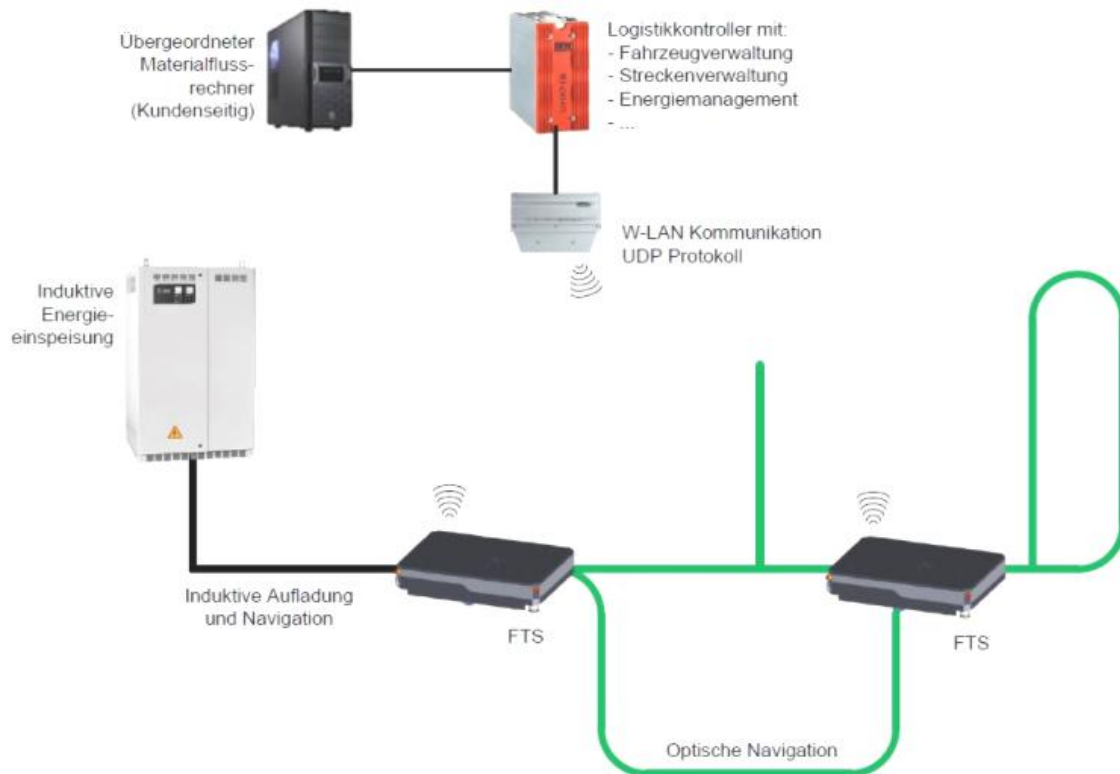 Übergeordneter
Materialfluss-
rechner
(Kundenseitig)
Logistikkontroller mit:
- Fahrzeugverwaltung
- Streckenverwaltung
- Energiemanagement
- ...
W-LAN Kommunikation
UDP Protokoll
Induktive
Energie-
einspeisung
Induktive Aufladung
und Navigation
FTS
FTS
Optische Navigation